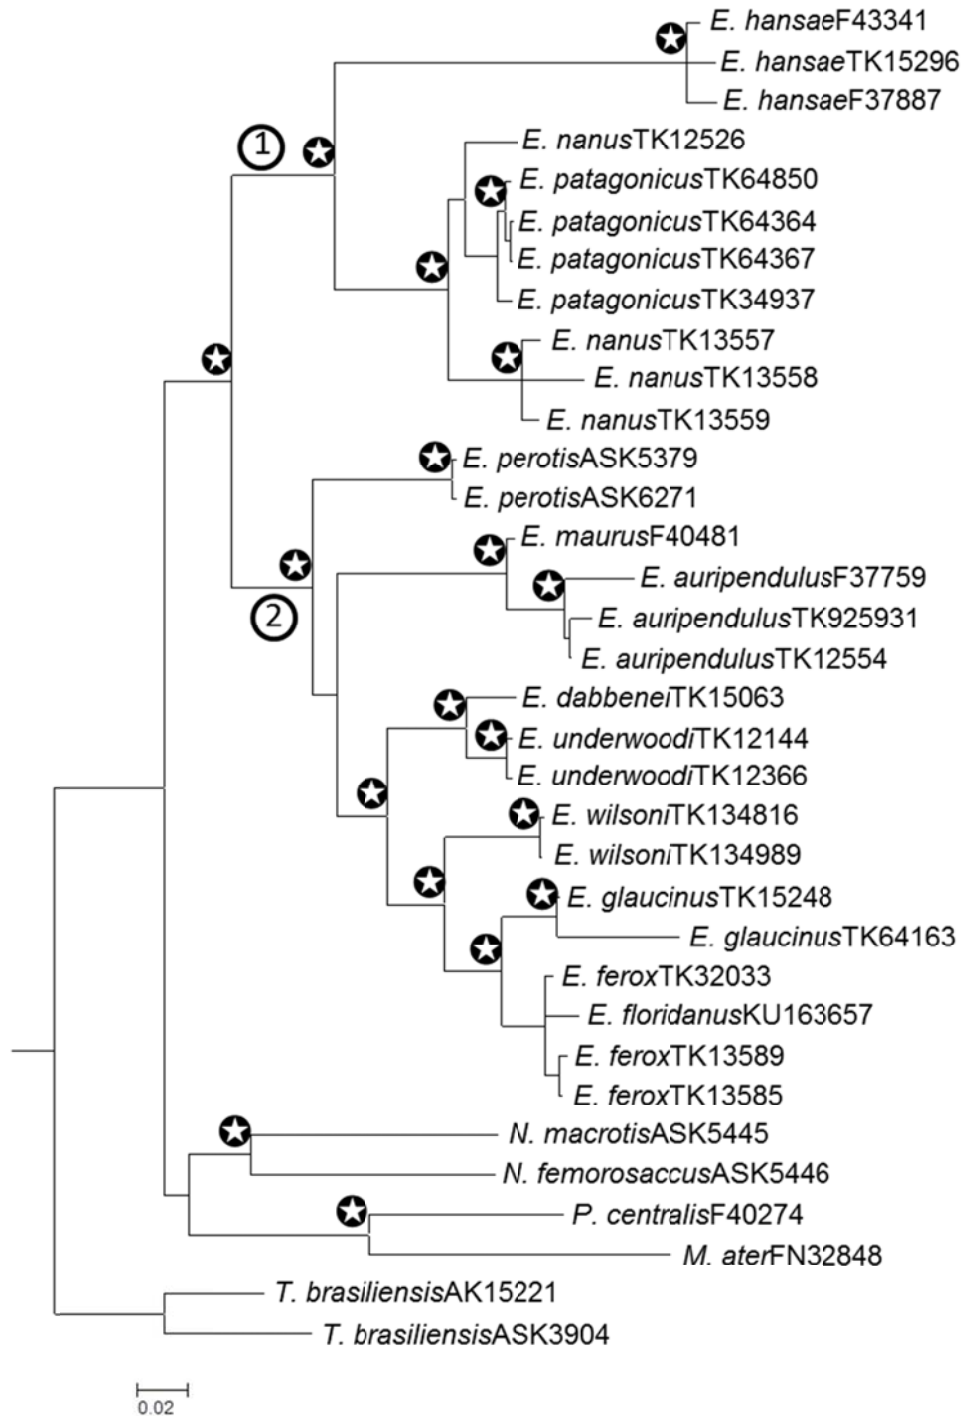 E. hansaeF43341
E. hansaeTK15296
E. hansaeF37887
1
E. nanusTK12526
E. patagonicusTK64850
E. patagonicusTK64364
E. patagonicusTK64367
E. patagonicusTK34937
E. nanusTK13557
E. nanusTK13558
E. nanusTK13559
E. perotisASK5379
E. perotisASK6271
E. maurusF40481
E. auripendulusF37759
2
E. auripendulusTK925931
E. auripendulusTK12554
E. dabbeneiTK15063
E. underwoodiTK12144
E. underwoodiTK12366
E. wilsoniTK134816
E. wilsoniTK134989
E. glaucinusTK15248
E. glaucinusTK64163
E. feroxTK32033
E. floridanusKU163657
E. feroxTK13589
E. feroxTK13585
N. macrotisASK5445
N. femorosaccusASK5446
P. centralisF40274
M. aterFN32848
T. brasiliensisAK15221
T. brasiliensisASK3904
0.02